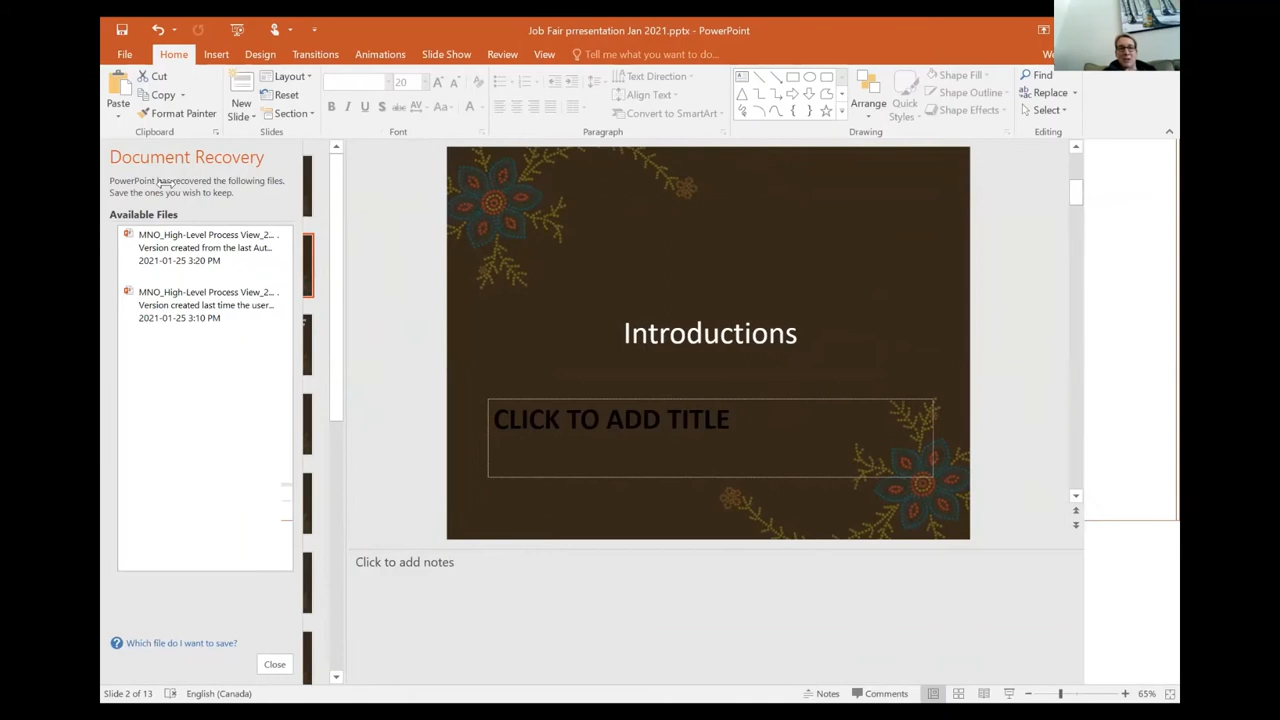 Job Fair prresentation Jan 2021.pptx - PowerPoint
File Home Insert Design Transitions Animations Slide Show Review View Tell me what you want to do...
Paste
Cut
Copy
Format Painter
Clipboard
New
Slide
Layout
Reset
Section
Slides
20
B I U S abc AV Aa A
Font
Text Direction
Align Text
Convert to SmartArt
Paragraph
Arrange
Quick
Styles
Shape Fill
Shape Outline
Shape Effects
Drawing
Find
Replace
Select
Editing
Document Recovery
PowerPoint has recovered the following files.
Save the ones you wish to keep.
Available Files
MNO_High-Level Process View_2...
Version created from the last Aut...
2021-01-25 3:20 PM
MNO_High-Level Process View_2...
Version created last time the user...
2021-01-25 3:10 PM
Which file do I want to save?
Close
Introductions
CLICK TO ADD TITLE
Click to add notes
Slide 2 of 13 English (Canada) Notes Comments 65%